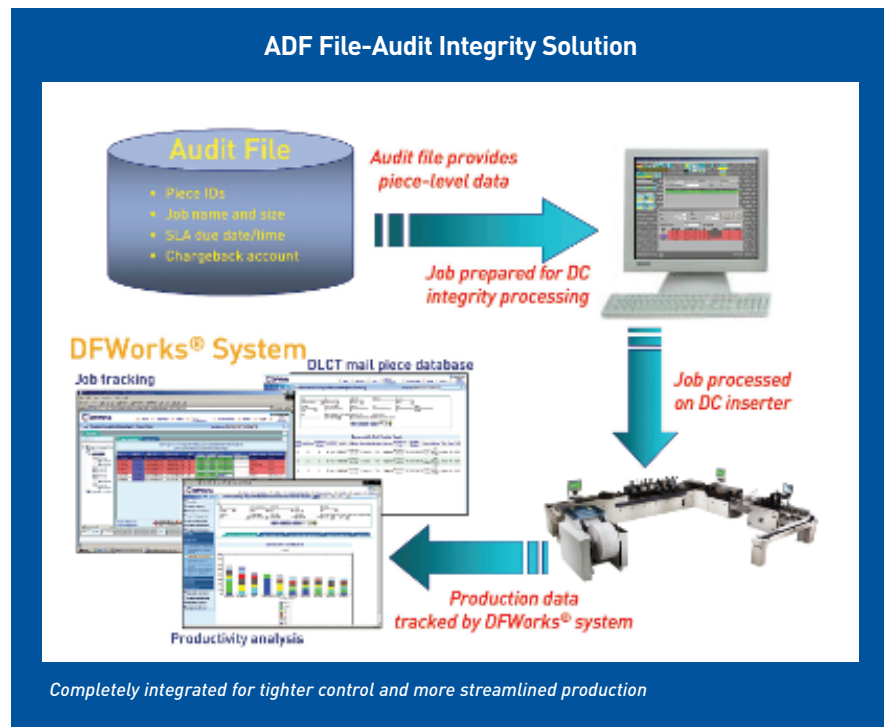 ADF File-Audit Integrity Solution
Audit File
• Piece IDs
• Job name and size
• SLA due date/time
• Chargeback account
Audit file provides
piece-level data
Job prepared for DC
integrity processing
Job processed
on DC inserter
DFWorks® System
DLCT mail piece database
Job tracking
Productivity analysis
Production data
tracked by DFWorks® system
Completely integrated for tighter control and more streamlined production